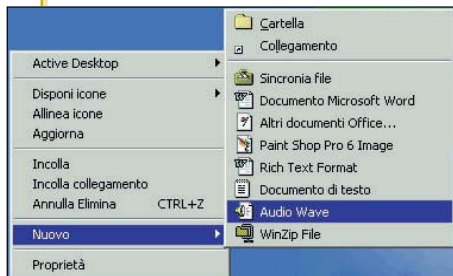 Active Desktop
Disponi icone
Allinea icone
Aggiorna
Incolla
Incolla collegamento
Annulla Elimina CTRL+Z
Nuovo
Proprietà
Cartella
Collegamento
Sincronia file
Documento Microsoft Word
Altri documenti Office...
Paint Shop Pro 6 Image
Rich Text Format
Documento di testo
Audio Wave
WinZip File